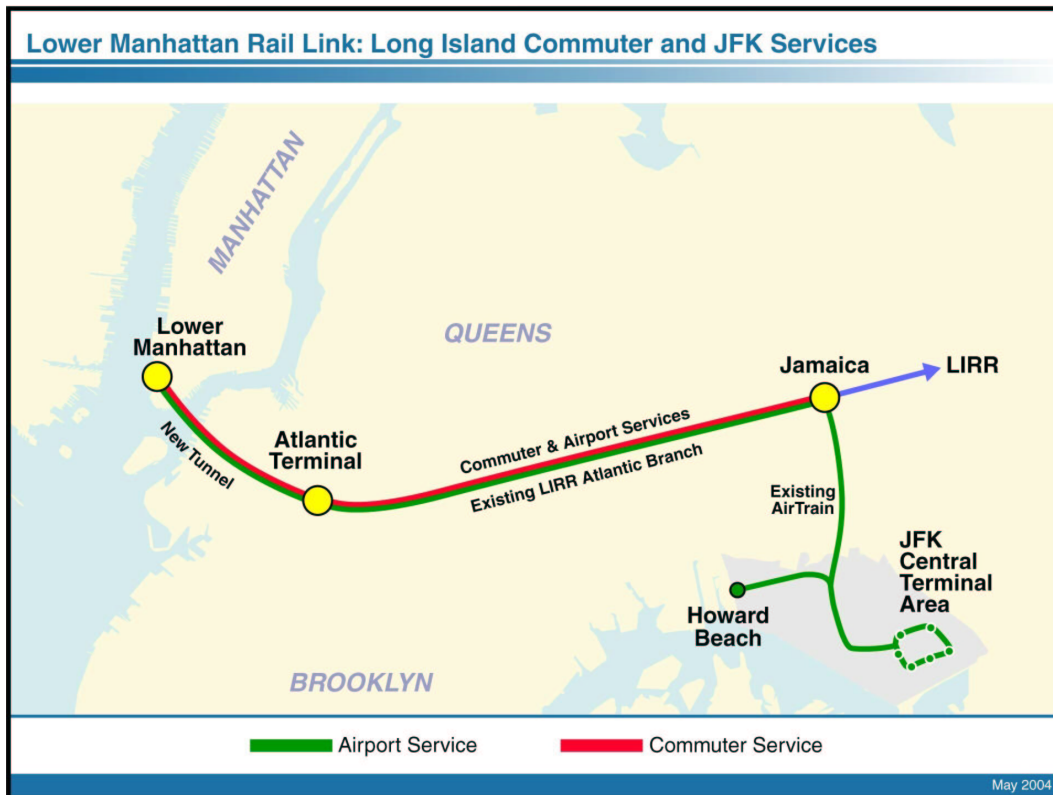 Lower Manhattan Rail Link: Long Island Commuter and JFK Services
MANHATTAN
Lower
Manhattan
QUEENS
Jamaica
LIRR
New Tunnel
Atlantic
Terminal
Commuter & Airport Services
Existing LIRR Atlantic Branch
Existing
AirTrain
JFK
Central
Terminal
Area
Howard
Beach
BROOKLYN
Airport Service
Commuter Service
May 2004